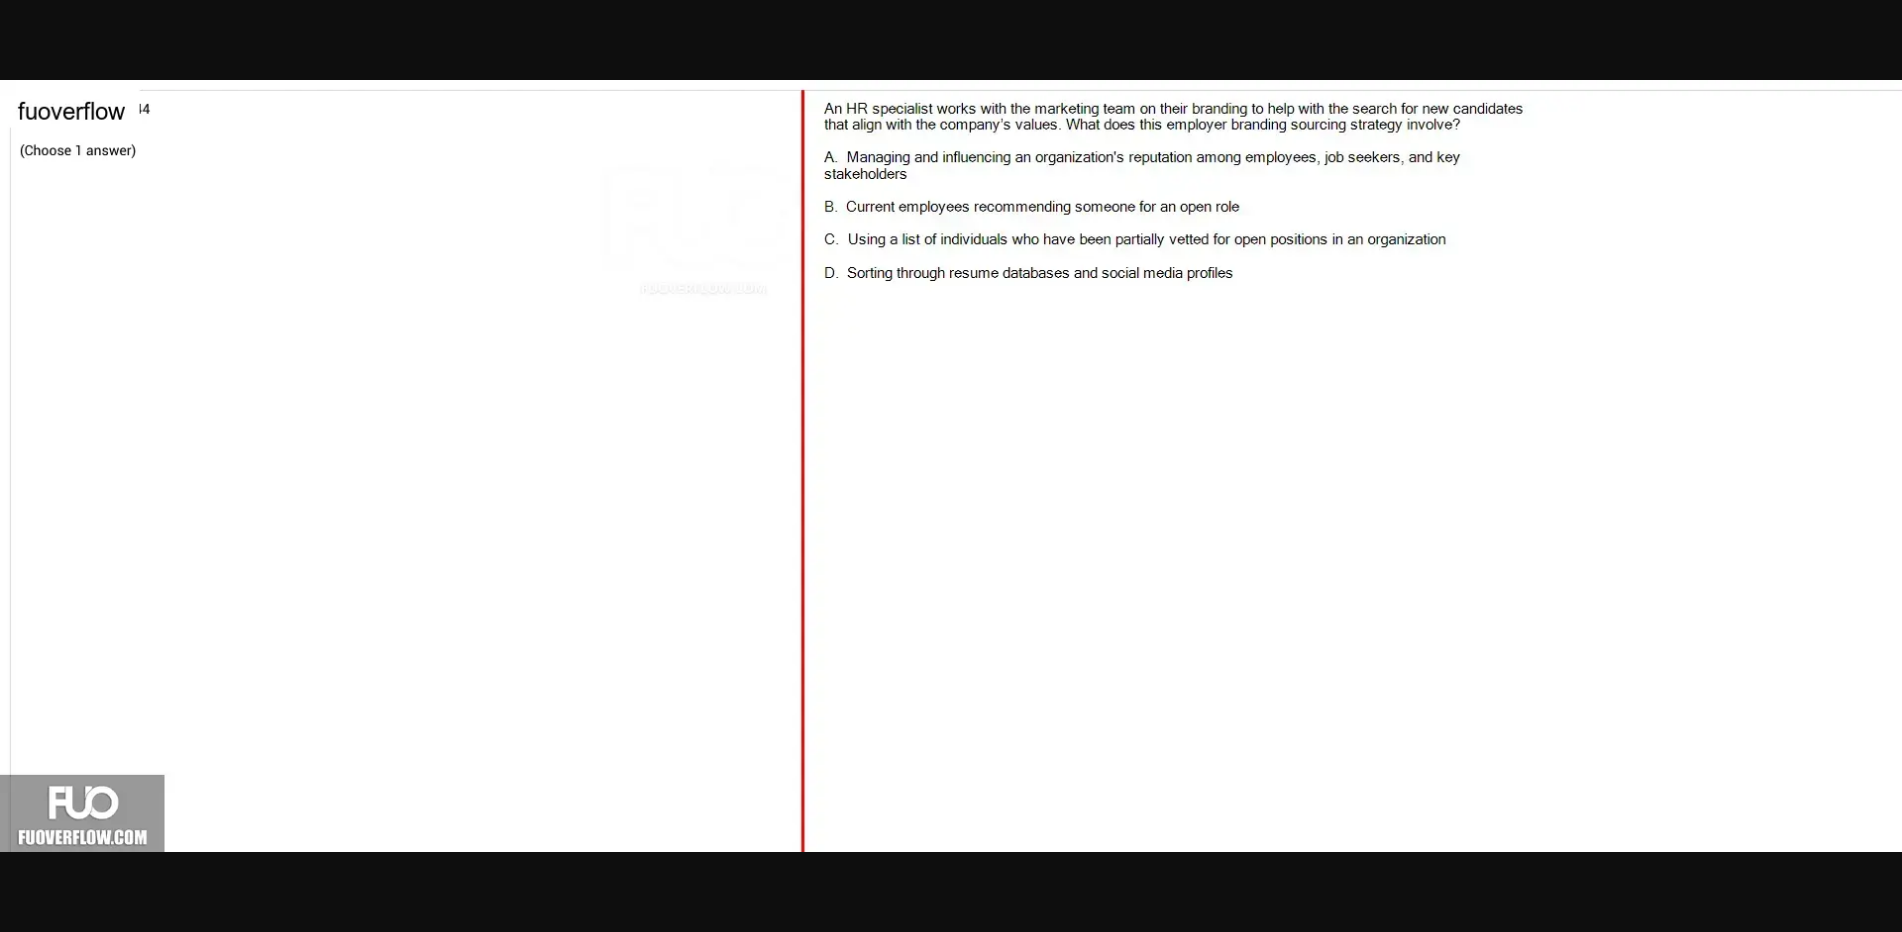 fuoverflow 44
(Choose 1 answer)
An HR specialist works with the marketing team on their branding to help with the search for new candidates
that align with the company's values. What does this employer branding sourcing strategy involve?
A. Managing and influencing an organization's reputation among employees, job seekers, and key
stakeholders
B. Current employees recommending someone for an open role
C. Using a list of individuals who have been partially vetted for open positions in an organization
D. Sorting through resume databases and social media profiles
FUO
FUOVERFLOW.COM
FUO
FUOVERFLOW.COM